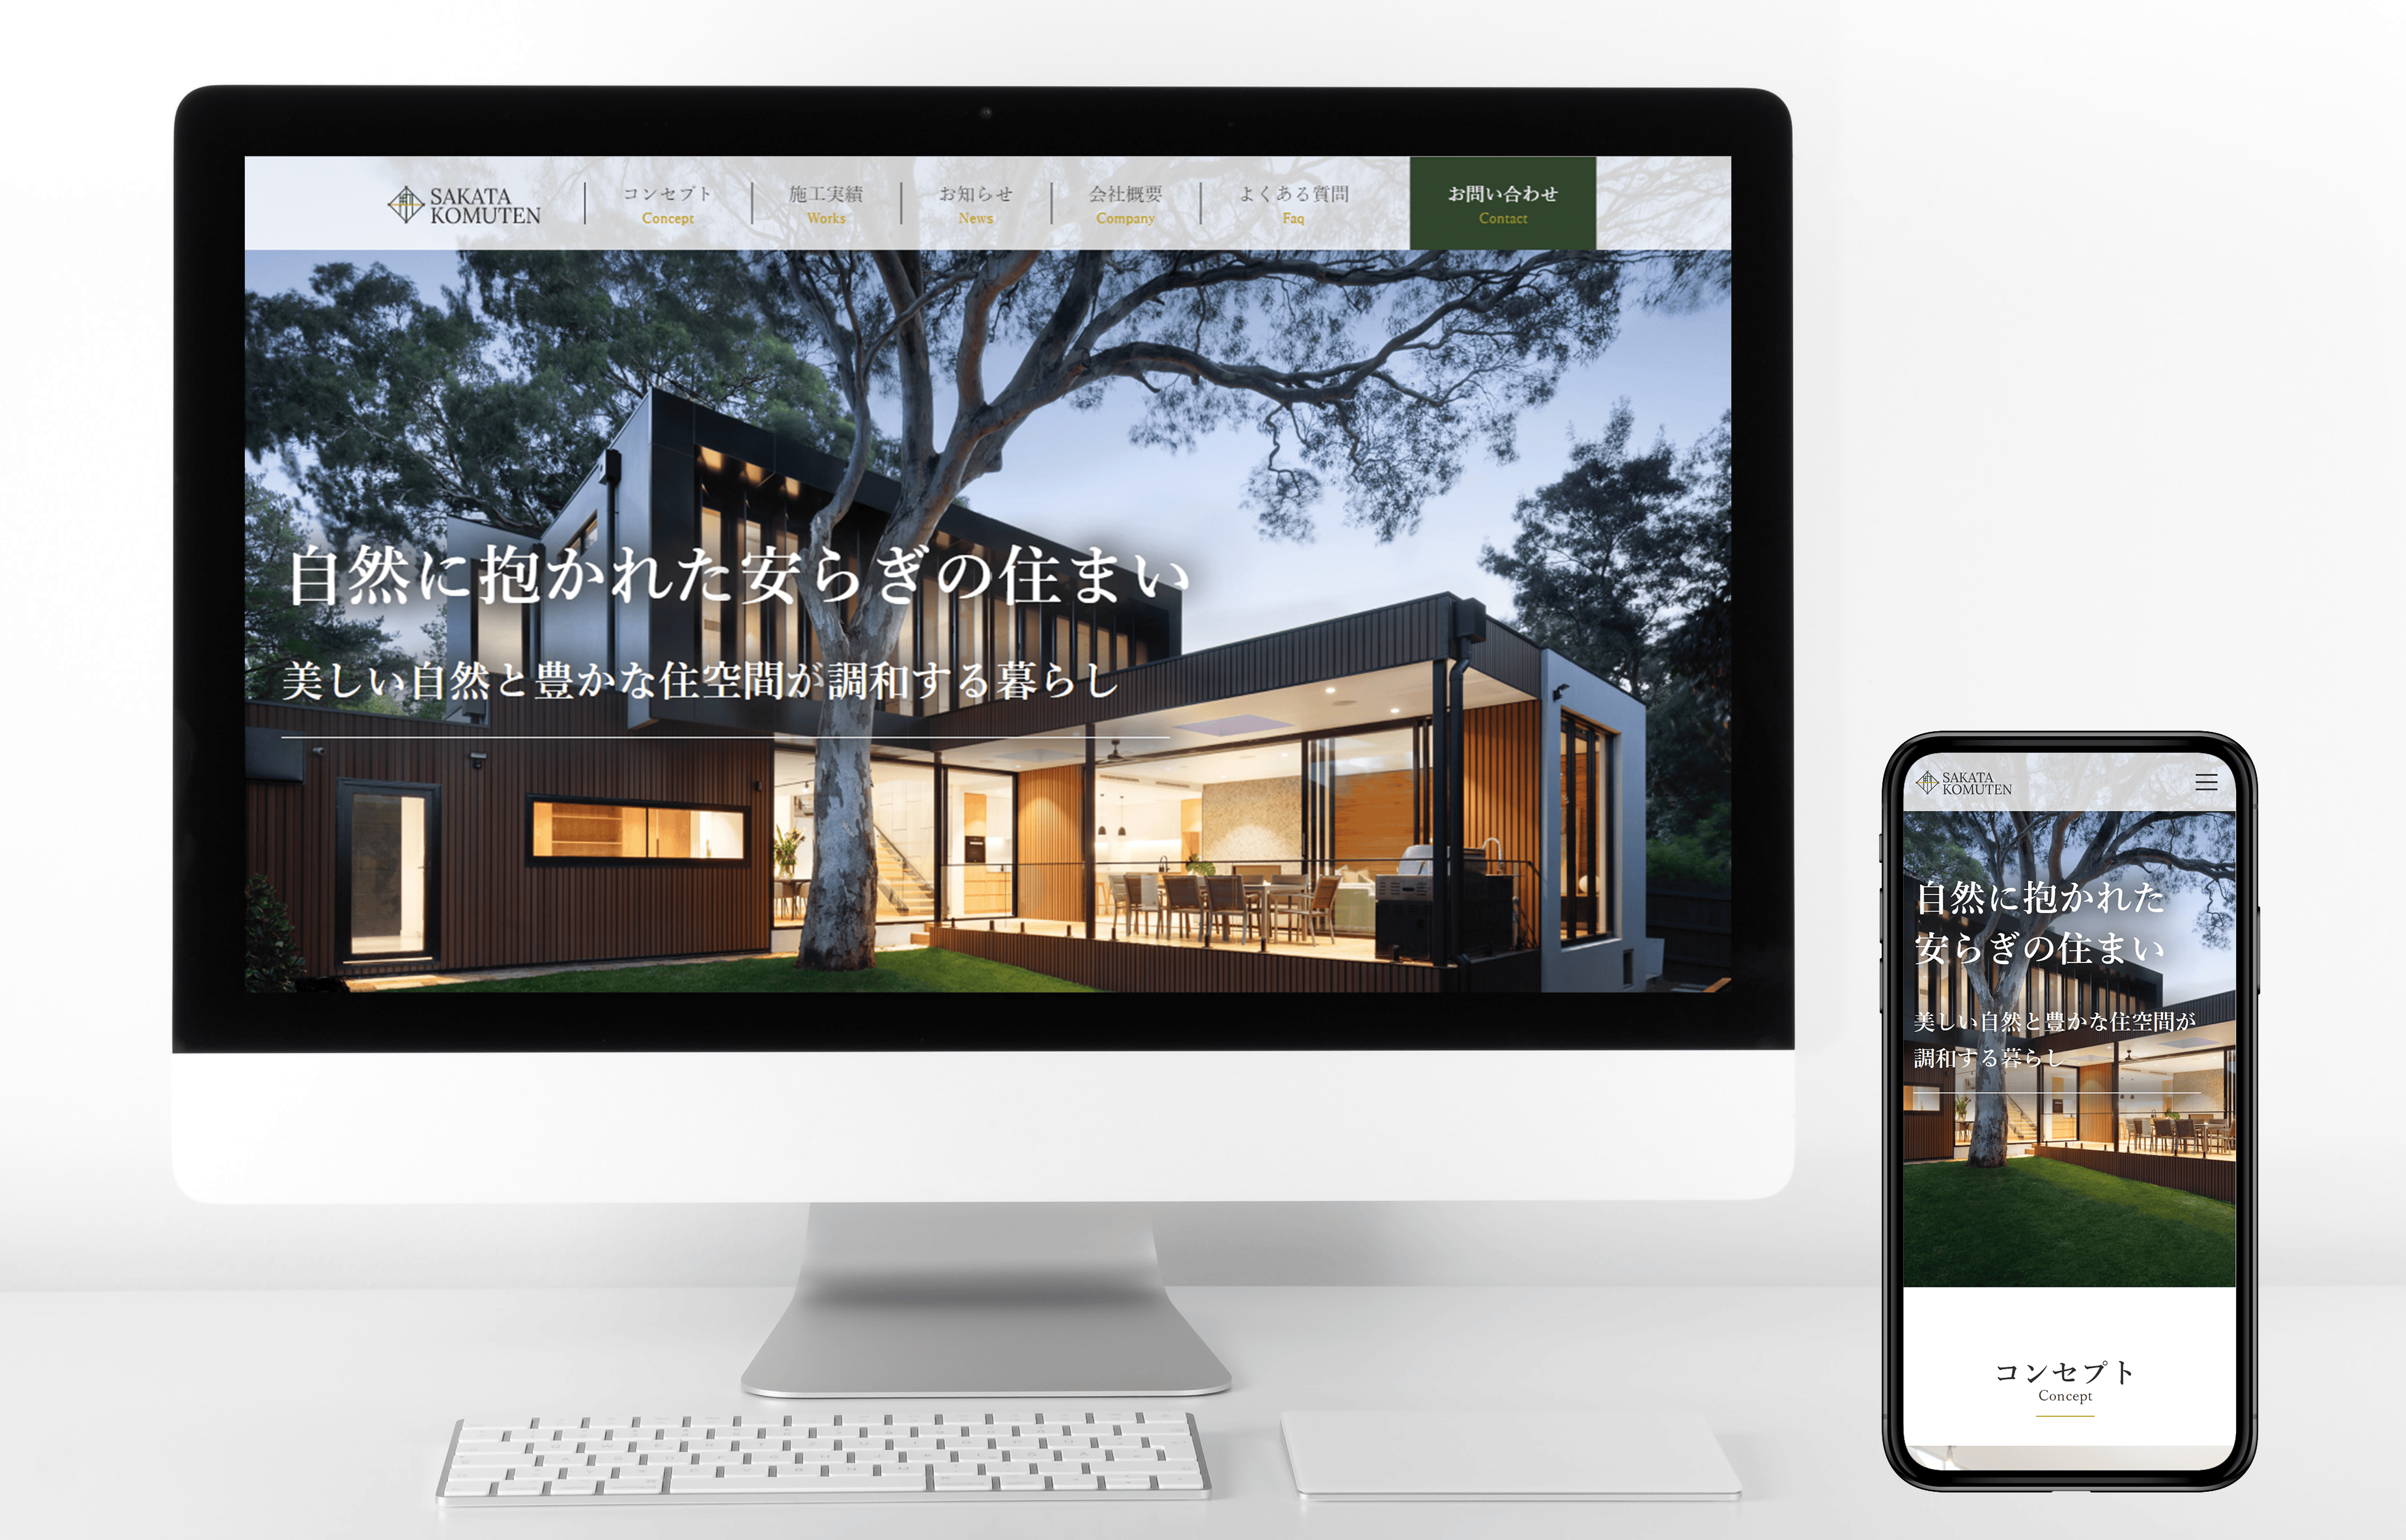 SAKATA
KOMUTEN
コンセプト
Concept
施工実績
Works
お知らせ
News
会社概要
Company
よくある質問
Faq
お問い合わせ
Contact
自然に抱かれた安らぎの住まい
美しい自然と豊かな住空間が調和する暮らし
SAKATA
KOMUTEN
自然に抱かれた
安らぎの住まい
美しい自然と豊かな住空間が
調和する暮らし
コンセプト
Concept